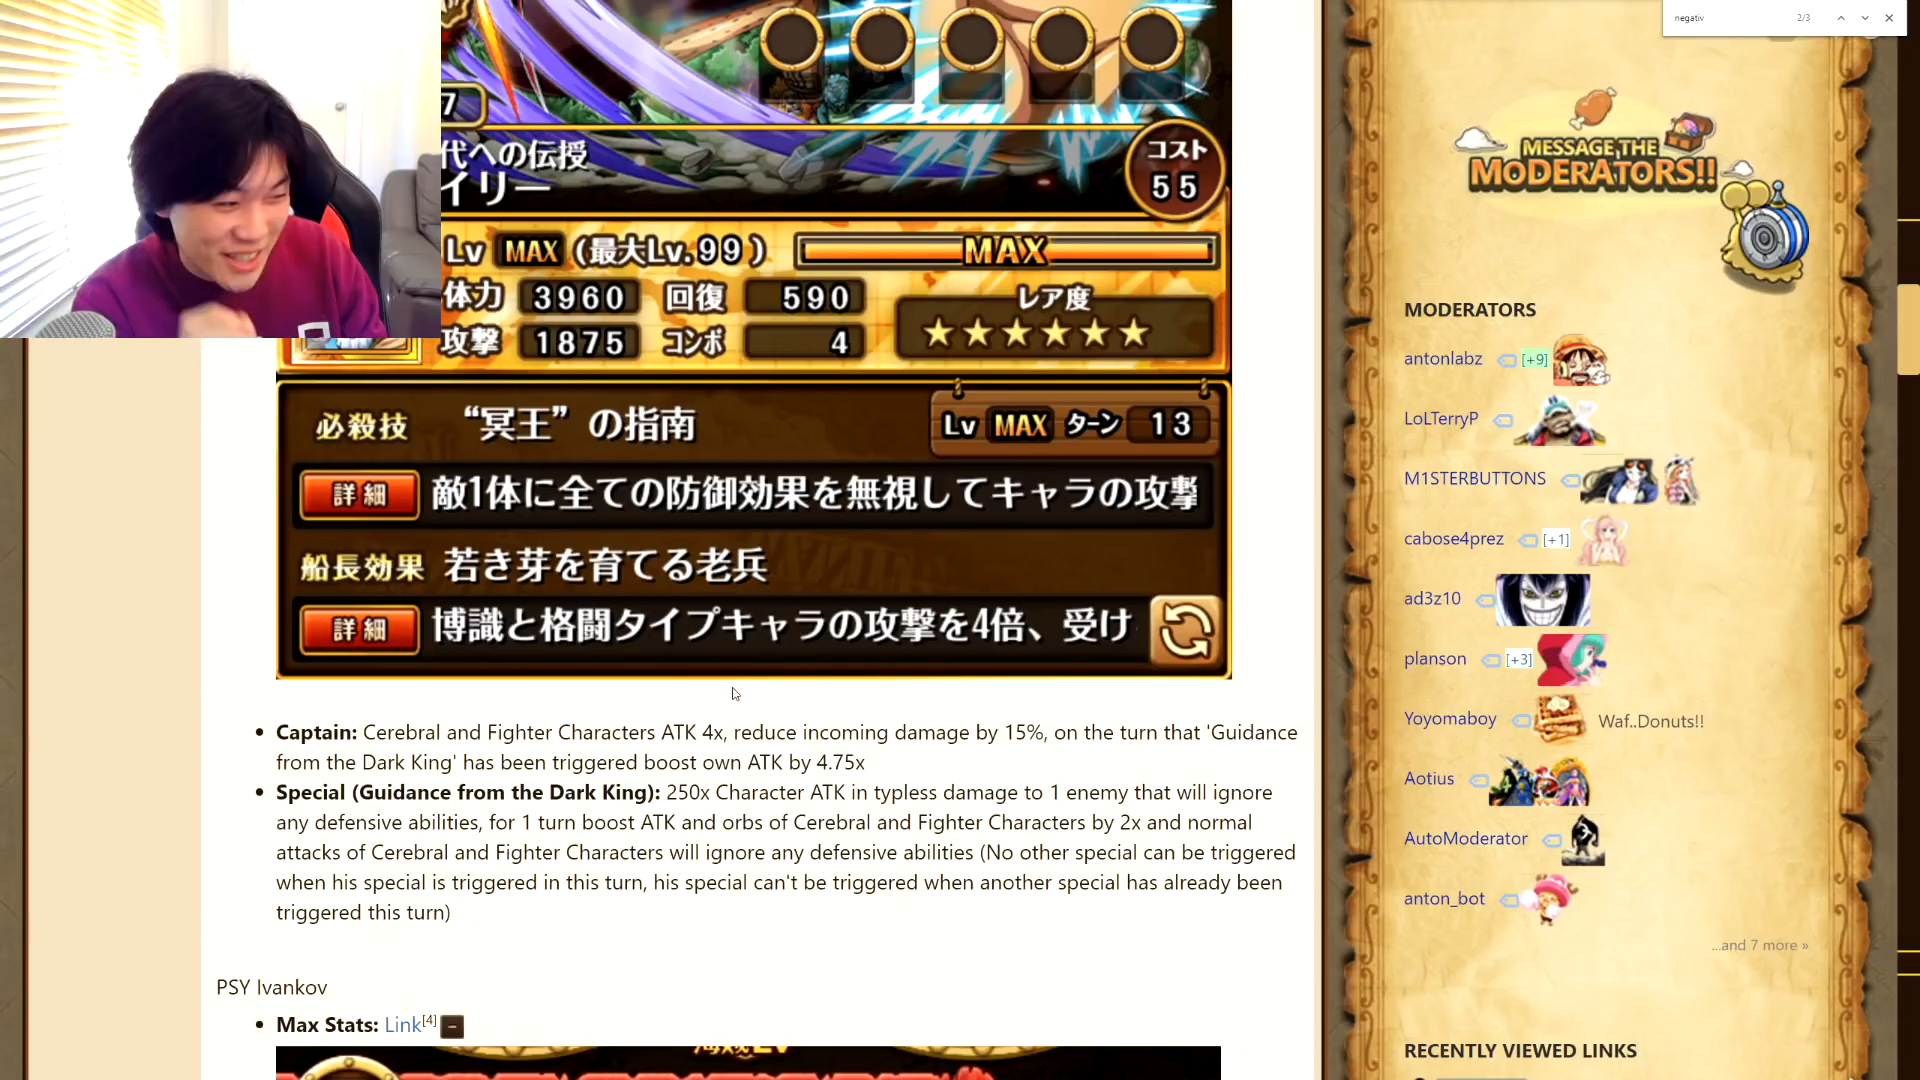 negativ
2/3
7
代への伝授
イリー
コスト
55
Lv MAX (最大Lv.99) MAX
体力 3960 回復 590 レア度
攻撃 1875 コンボ 4 ★★★★★★
必殺技 “冥王”の指南 Lv MAX ターン 13
詳細 敵1体に全ての防御効果を無視してキャラの攻撃
船長効果 若き芽を育てる老兵
詳細 博識と格闘タイプキャラの攻撃を4倍、受け
• Captain: Cerebral and Fighter Characters ATK 4x, reduce incoming damage by 15%, on the turn that 'Guidance
from the Dark King' has been triggered boost own ATK by 4.75x
• Special (Guidance from the Dark King): 250x Character ATK in typless damage to 1 enemy that will ignore
any defensive abilities, for 1 turn boost ATK and orbs of Cerebral and Fighter Characters by 2x and normal
attacks of Cerebral and Fighter Characters will ignore any defensive abilities (No other special can be triggered
when his special is triggered in this turn, his special can't be triggered when another special has already been
triggered this turn)
PSY Ivankov
• Max Stats: Link[4]
MESSAGE THE
MODERATORS!!
MODERATORS
antonlabz [+9]
LoLTerryP
M1STERBUTTONS
cabose4prez [+1]
ad3z10
planson [+3]
Yoyomaboy Waf..Donuts!!
Aotius
AutoModerator
anton_bot
...and 7 more »
RECENTLY VIEWED LINKS